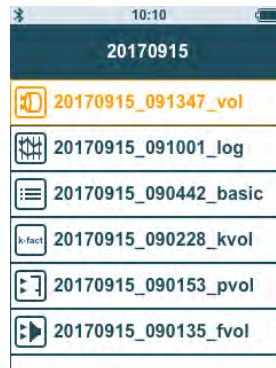 10:10
20170915
20170915_091347_vol
20170915_091001_log
20170915_090442_basic
k-fact 20170915_090228_kvol
20170915_090153_pvol
20170915_090135_fvol